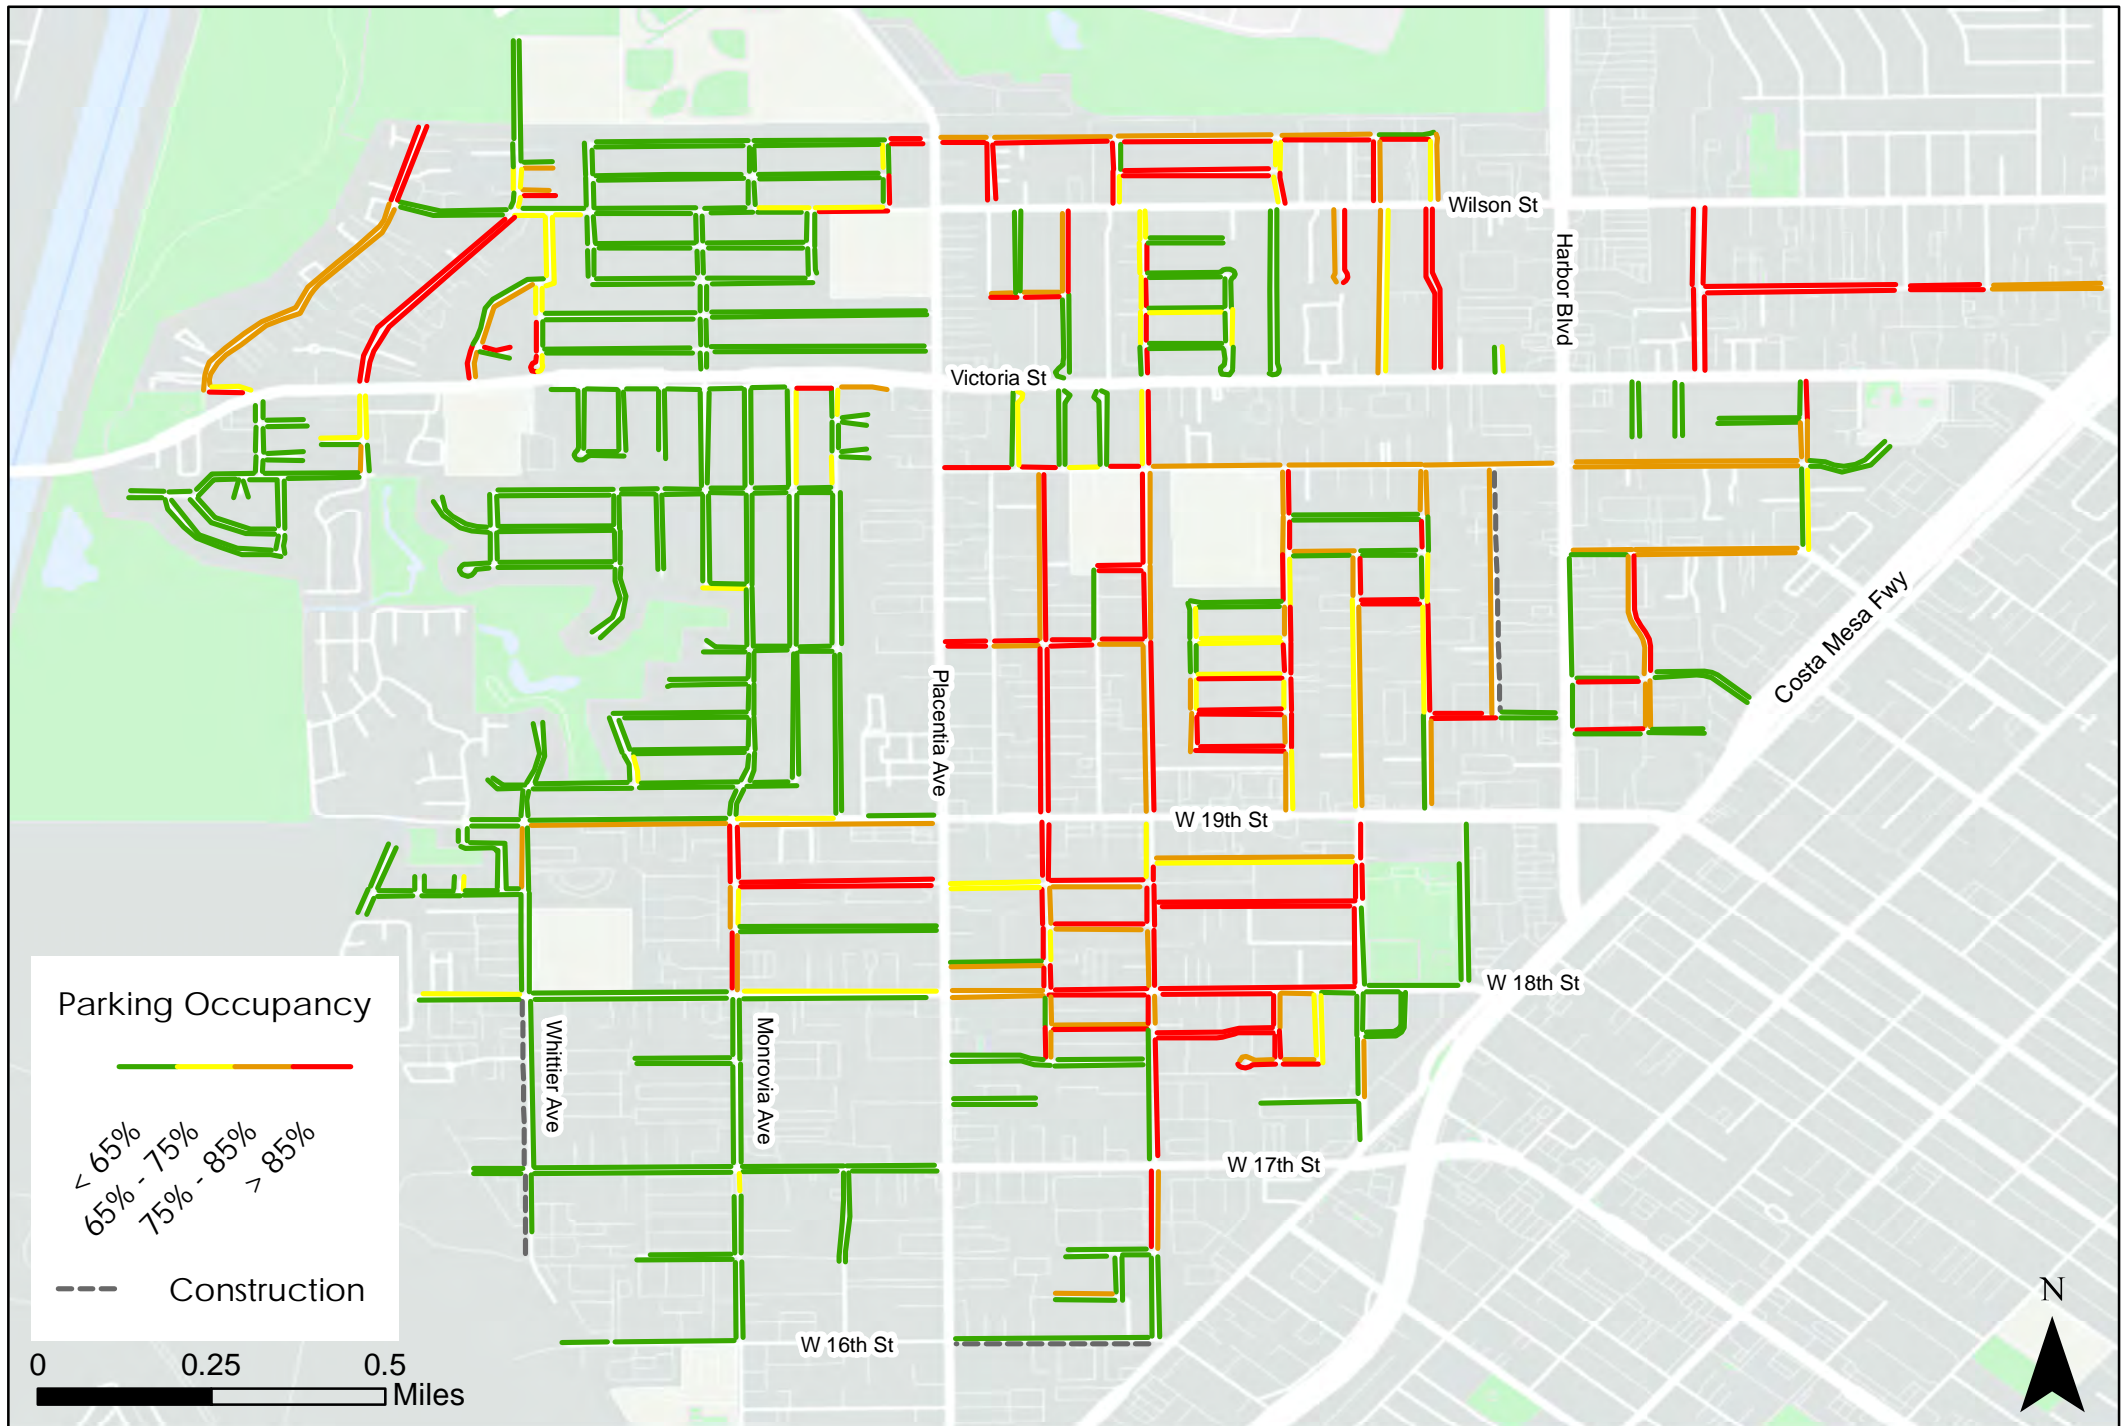 Wilson St
Harbor Blvd
Victoria St
Costa Mesa Fwy
Placentia Ave
W 19th St
W 18th St
Parking Occupancy
< 65%
65% - 75%
75% - 85%
> 85%
Construction
Whittier Ave
Monrovia Ave
W 17th St
W 16th St
N
0 0.25 0.5
Miles